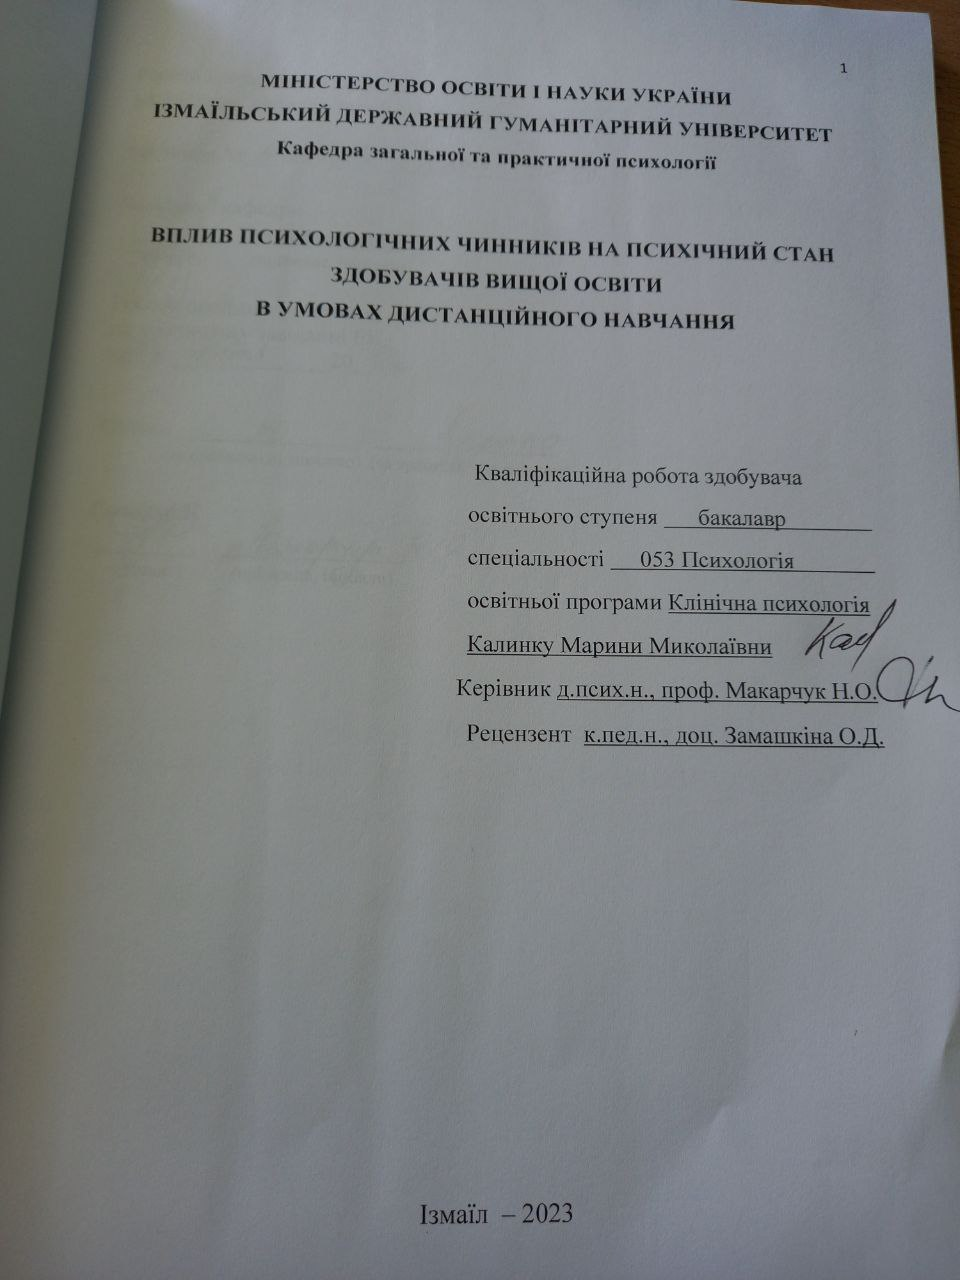 1
МІНІСТЕРСТВО ОСВІТИ І НАУКИ УКРАЇНИ
ІЗМАЇЛЬСЬКИЙ ДЕРЖАВНИЙ ГУМАНІТАРНИЙ УНІВЕРСИТЕТ
Кафедра загальної та практичної психології
ВПЛИВ ПСИХОЛОГІЧНИХ ЧИННИКІВ НА ПСИХІЧНИЙ СТАН
ЗДОБУВАЧІВ ВИЩОЇ ОСВІТИ
В УМОВАХ ДИСТАНЦІЙНОГО НАВЧАННЯ
Кваліфікаційна робота здобувача
освітнього ступеня бакалавр
спеціальності 053 Психологія
освітньої програми Клінічна психологія
Калинку Марини Миколаївни
Керівник д.псих.н., проф. Макарчук Н.О.
Рецензент к.пед.н., доц. Замашкіна О.Д.
Ізмаїл – 2023